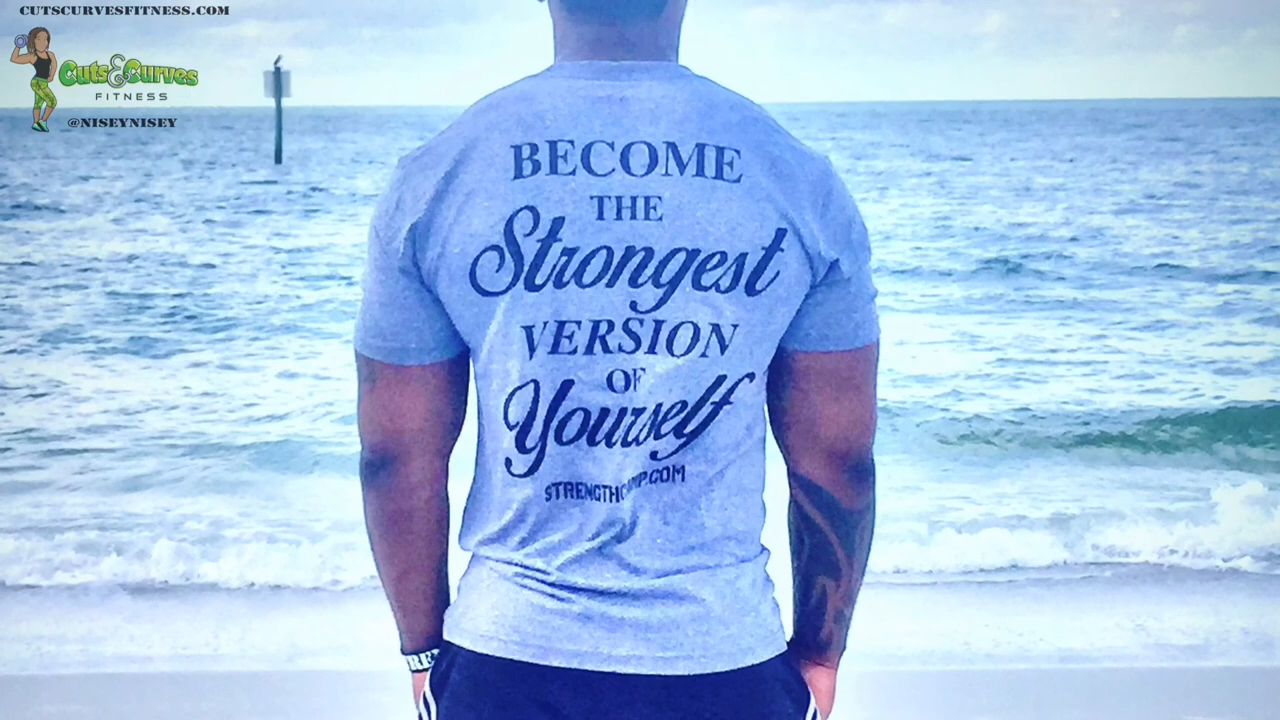 CUTSCURVESFITNESS.COM
Cuts&Curves
FITNESS
@NISEYNISEY
BECOME
THE
Strongest
VERSION
OF
Yourself